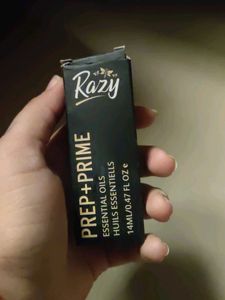 Razy
PREP+PRIME
ESSENTIAL OILS
HUILS ESSENTIELLS
14ML/0.47 FL OZ e